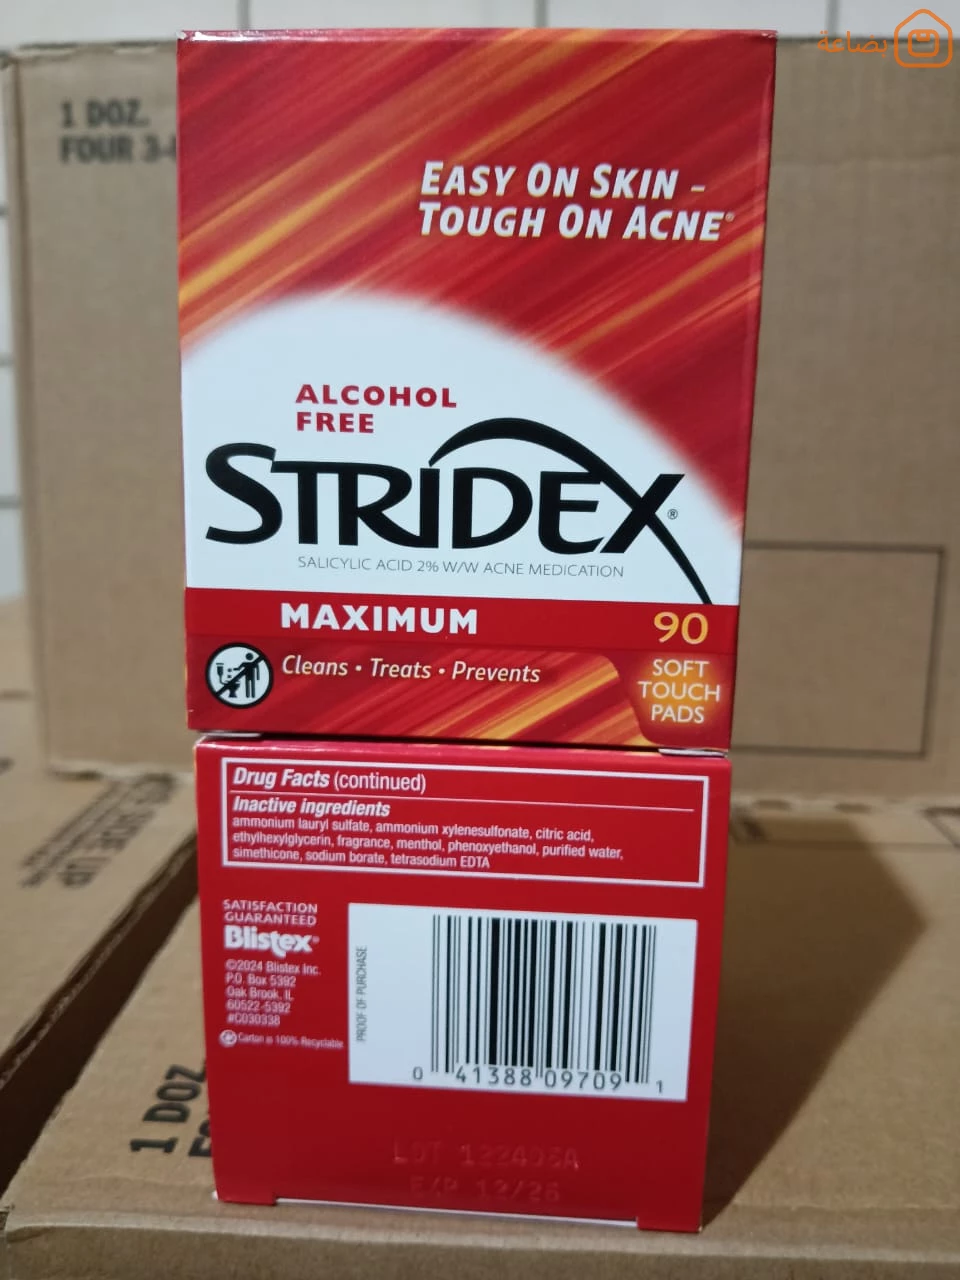 بضاعة
1 DOZ.
FOUR 3-
EASY ON SKIN -
TOUGH ON ACNE®
ALCOHOL
FREE
STRIDEX®
SALICYLIC ACID 2% W/W ACNE MEDICATION
MAXIMUM
90
SOFT
TOUCH
PADS
Cleans • Treats • Prevents
Drug Facts (continued)
Inactive ingredients
ammonium lauryl sulfate, ammonium xylenesulfonate, citric acid,
ethylhexylglycerin, fragrance, menthol, phenoxyethanol, purified water,
simethicone, sodium borate, tetrasodium EDTA
SATISFACTION
GUARANTEED
Blistex®
©2024 Blistex Inc.
P.O. Box 5392
Oak Brook, IL
60522-5392
#C030338
Carton is 100% Recyclable
PROOF OF PURCHASE
0 41388 09709 1
LOT
EXP 12/26
1 DOZ